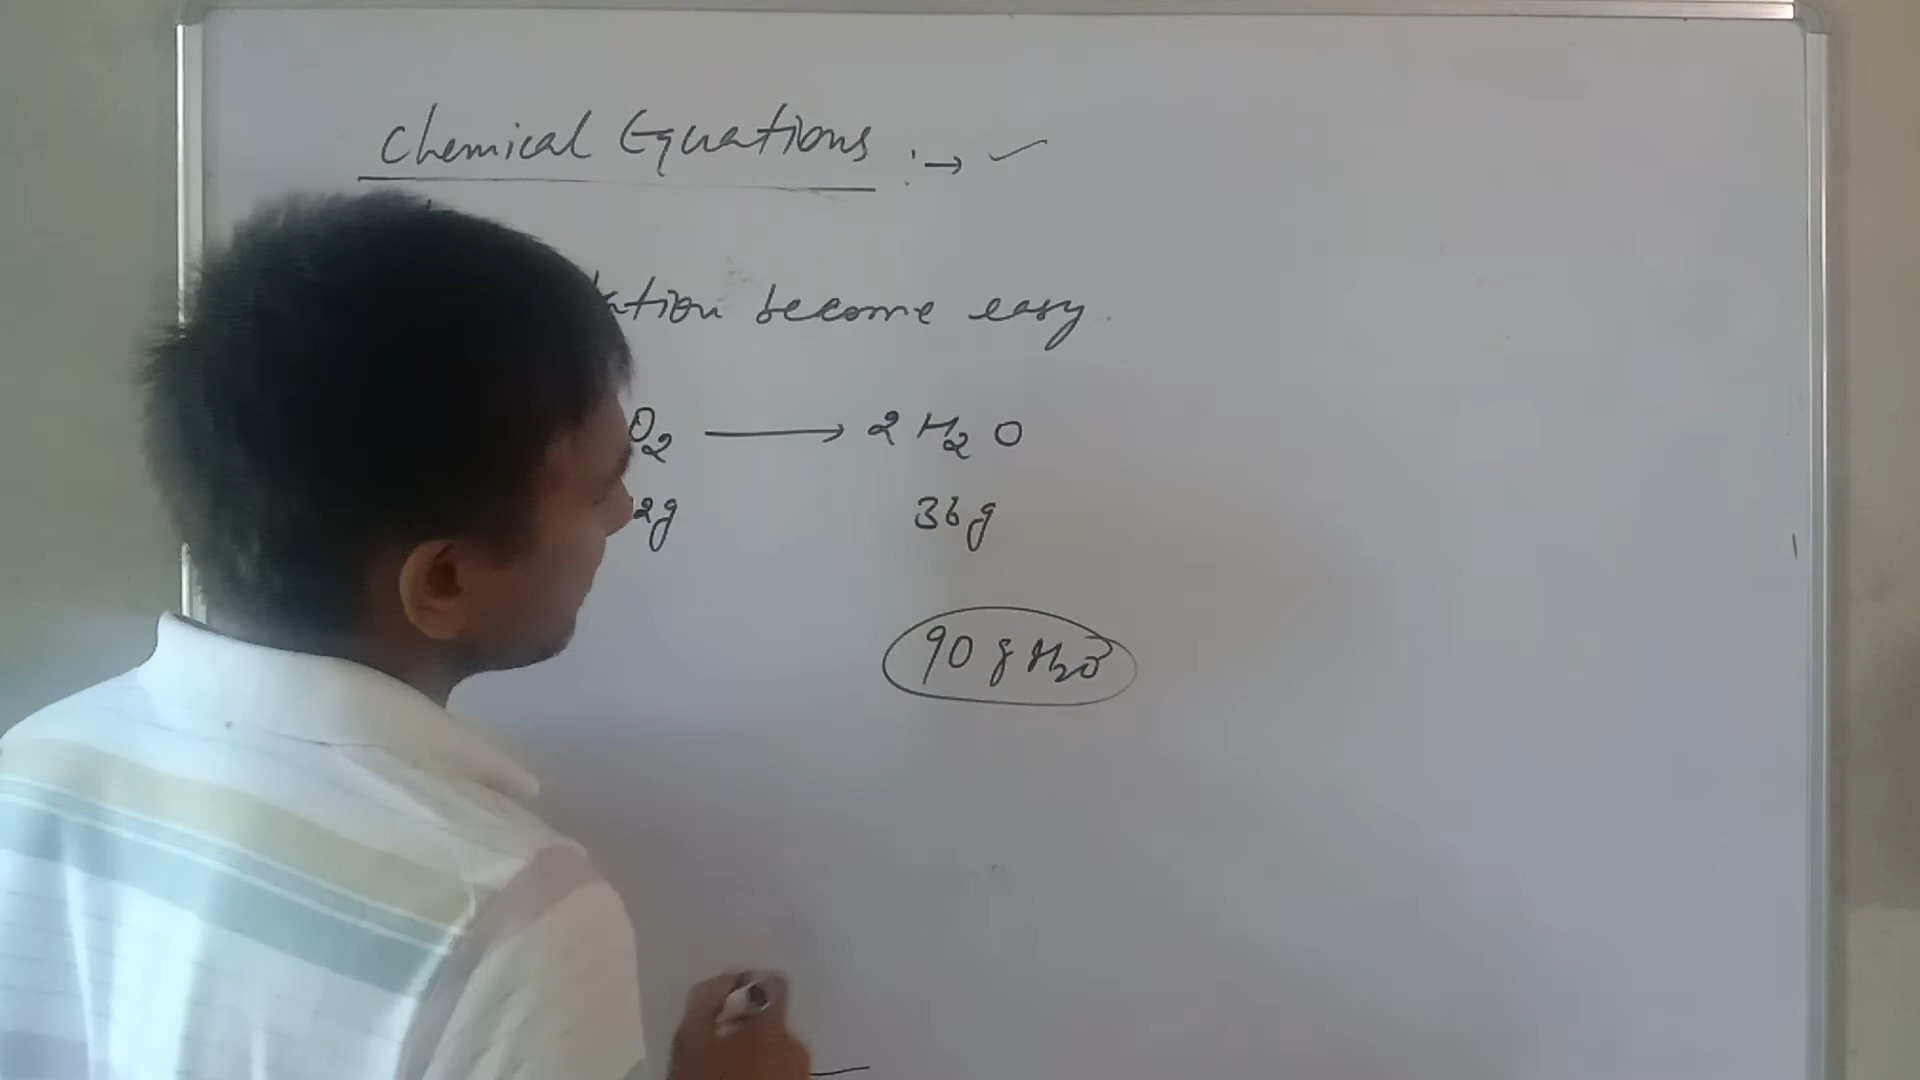 Chemical Equations :→ ✓
ation become easy
O₂ ⟶ 2 H₂O
2g 36g
90 g H₂O